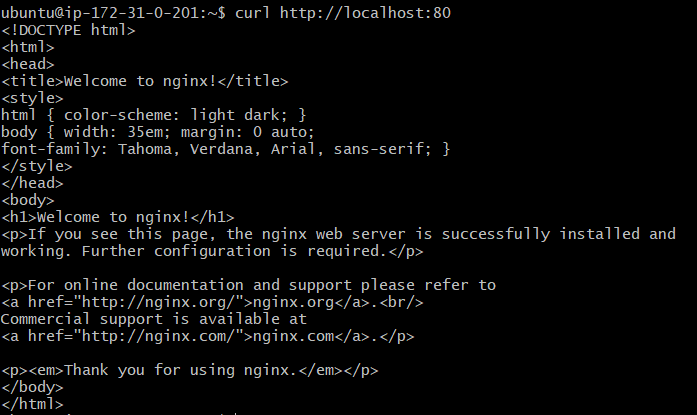 ubuntu@ip-172-31-0-201:~$ curl http://localhost:80
<!DOCTYPE html>
<html>
<head>
<title>Welcome to nginx!</title>
<style>
html { color-scheme: light dark; }
body { width: 35em; margin: 0 auto;
font-family: Tahoma, Verdana, Arial, sans-serif; }
</style>
</head>
<body>
<h1>Welcome to nginx!</h1>
<p>If you see this page, the nginx web server is successfully installed and
working. Further configuration is required.</p>

<p>For online documentation and support please refer to
<a href="http://nginx.org/">nginx.org</a>.<br/>
Commercial support is available at
<a href="http://nginx.com/">nginx.com</a>.</p>

<p><em>Thank you for using nginx.</em></p>
</body>
</html>